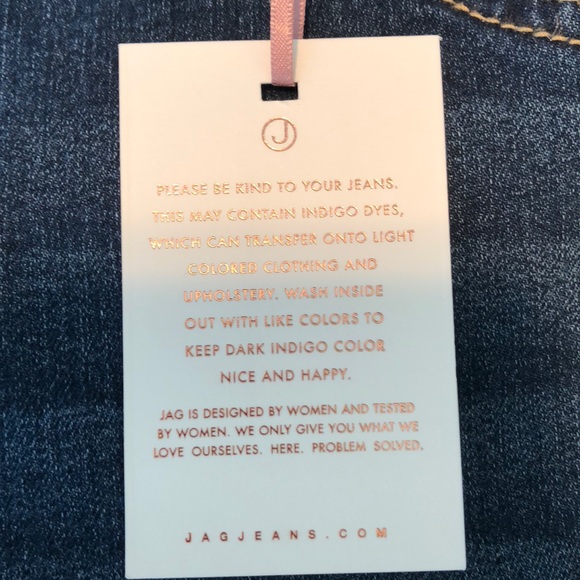 J
PLEASE BE KIND TO YOUR JEANS.
THIS MAY CONTAIN INDIGO DYES,
WHICH CAN TRANSFER ONTO LIGHT
COLORED CLOTHING AND
UPHOLSTERY. WASH INSIDE
OUT WITH LIKE COLORS TO
KEEP DARK INDIGO COLOR
NICE AND HAPPY.
JAG IS DESIGNED BY WOMEN AND TESTED
BY WOMEN. WE ONLY GIVE YOU WHAT WE
LOVE OURSELVES. HERE. PROBLEM SOLVED.
JAGJEANS.COM